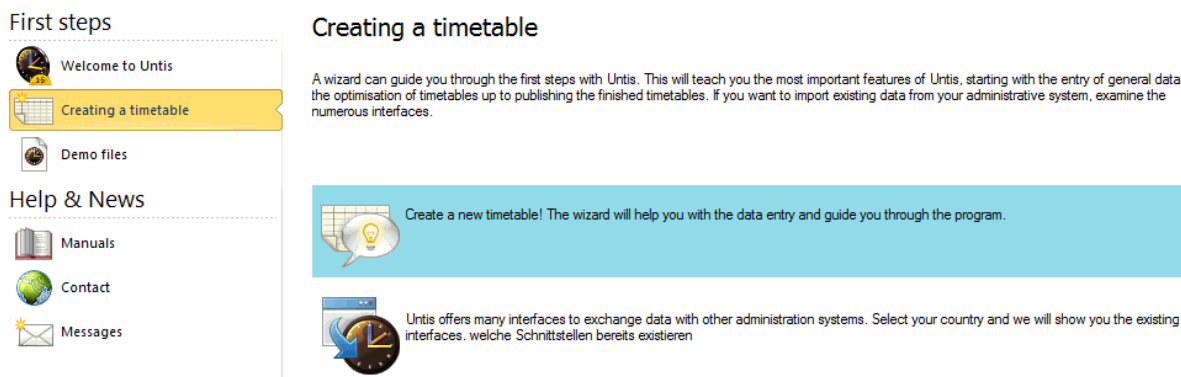 First steps
Welcome to Untis
16
Creating a timetable
Demo files
Help & News
Manuals
Contact
Messages
Creating a timetable
A wizard can guide you through the first steps with Untis. This will teach you the most important features of Untis, starting with the entry of general data
the optimisation of timetables up to publishing the finished timetables. If you want to import existing data from your administrative system, examine the
numerous interfaces.
Create a new timetable! The wizard will help you with the data entry and guide you through the program.
Untis offers many interfaces to exchange data with other administration systems. Select your country and we will show you the existing
interfaces. welche Schnittstellen bereits existieren